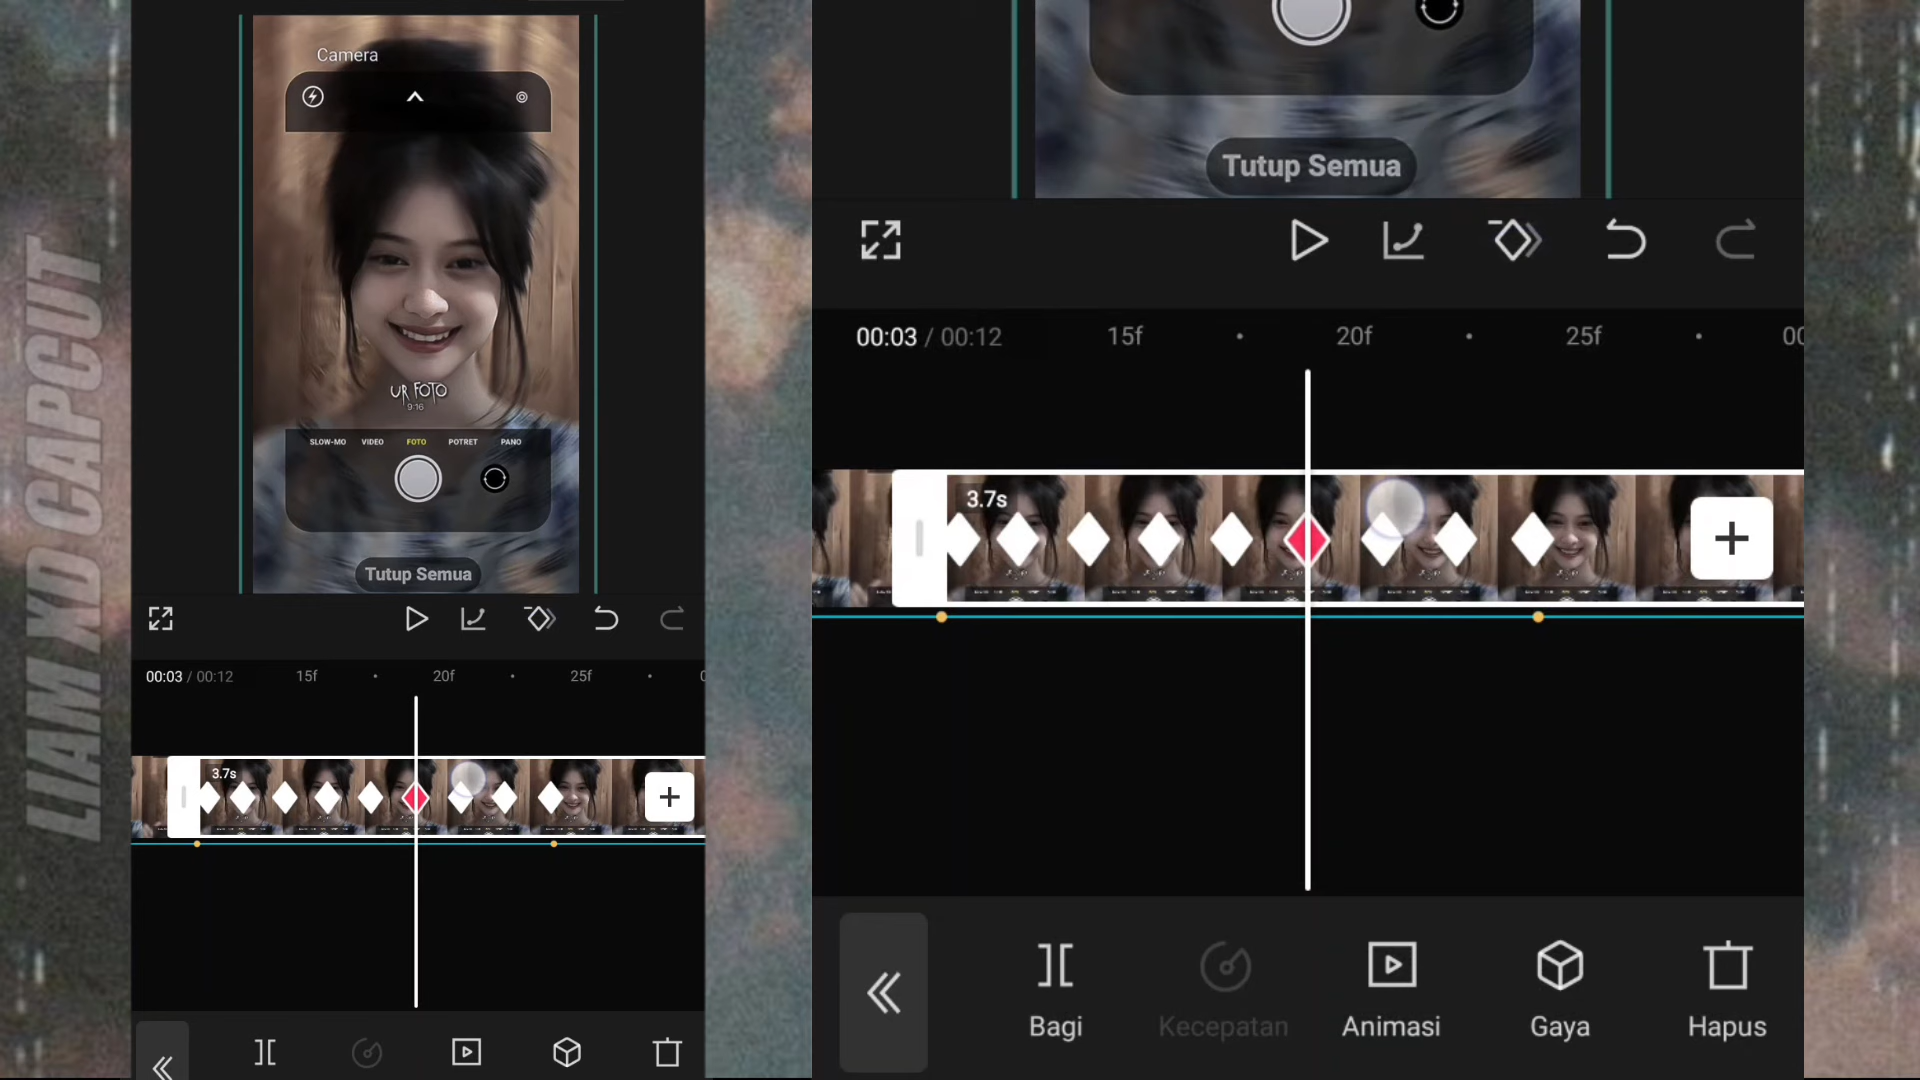 LIAM XD CAPCUT
Camera
UR FOTO
9:16
SLOW-MO VIDEO FOTO POTRET PANO
Tutup Semua
00:03 / 00:12 15f 20f 25f
3.7s
Tutup Semua
00:03 / 00:12 15f 20f 25f 00
3.7s
Bagi Kecepatan Animasi Gaya Hapus